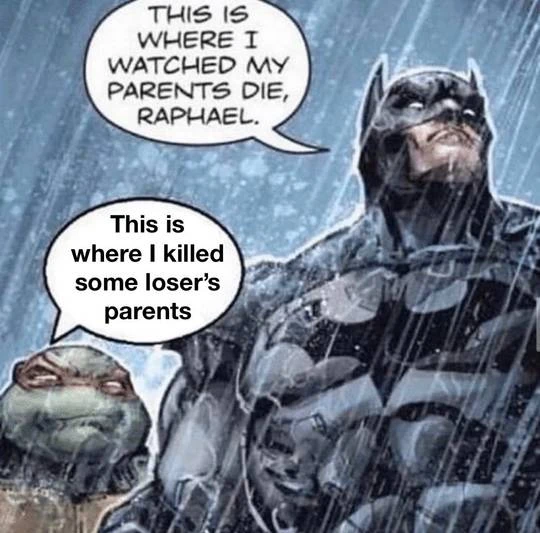 THIS IS
WHERE I
WATCHED MY
PARENTS DIE,
RAPHAEL.
This is
where I killed
some loser's
parents